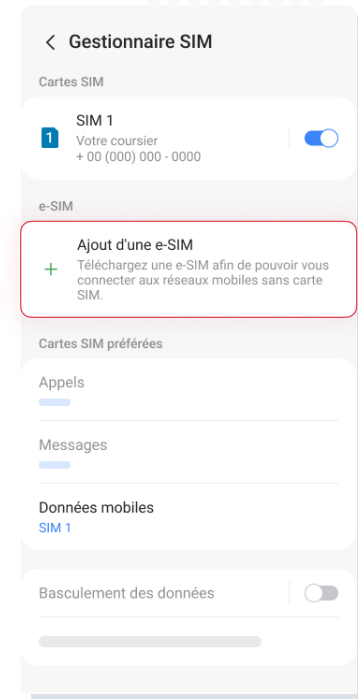 Gestionnaire SIM
Cartes SIM
SIM 1
1
Votre coursier
+ 00 (000) 000 - 0000
e-SIM
Ajout d'une e-SIM
Téléchargez une e-SIM afin de pouvoir vous
connecter aux réseaux mobiles sans carte
SIM.
Cartes SIM préférées
Appels
Messages
Données mobiles
SIM 1
Basculement des données